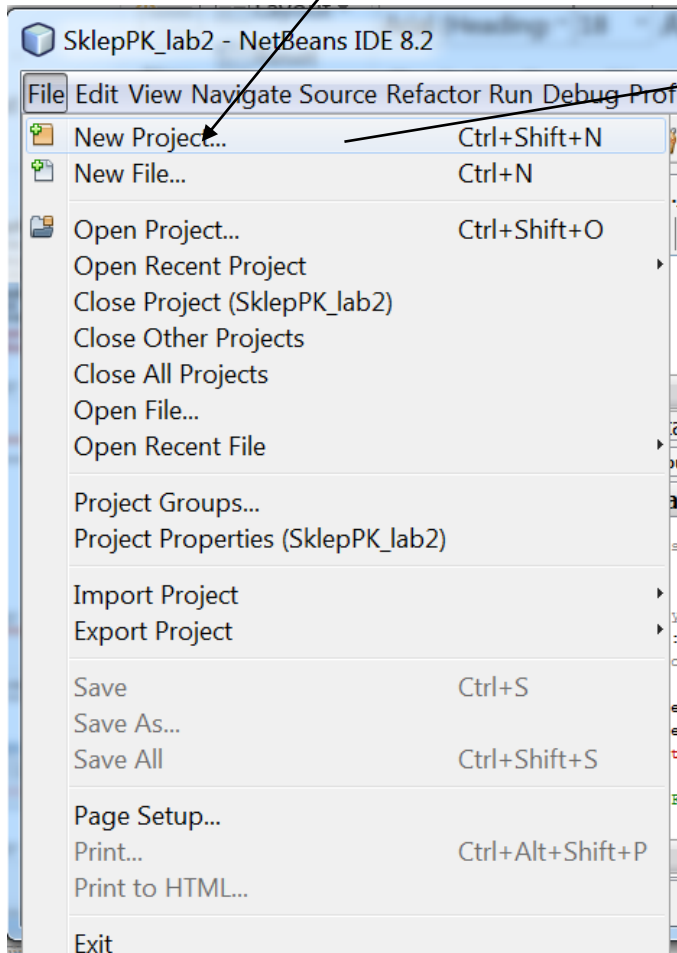 SklepPK_lab2 - NetBeans IDE 8.2
File Edit View Navigate Source Refactor Run Debug Prof
New Project... Ctrl+Shift+N
New File... Ctrl+N
Open Project... Ctrl+Shift+O
Open Recent Project
Close Project (SklepPK_lab2)
Close Other Projects
Close All Projects
Open File...
Open Recent File
Project Groups...
Project Properties (SklepPK_lab2)
Import Project
Export Project
Save Ctrl+S
Save As...
Save All Ctrl+Shift+S
Page Setup...
Print... Ctrl+Alt+Shift+P
Print to HTML...
Exit